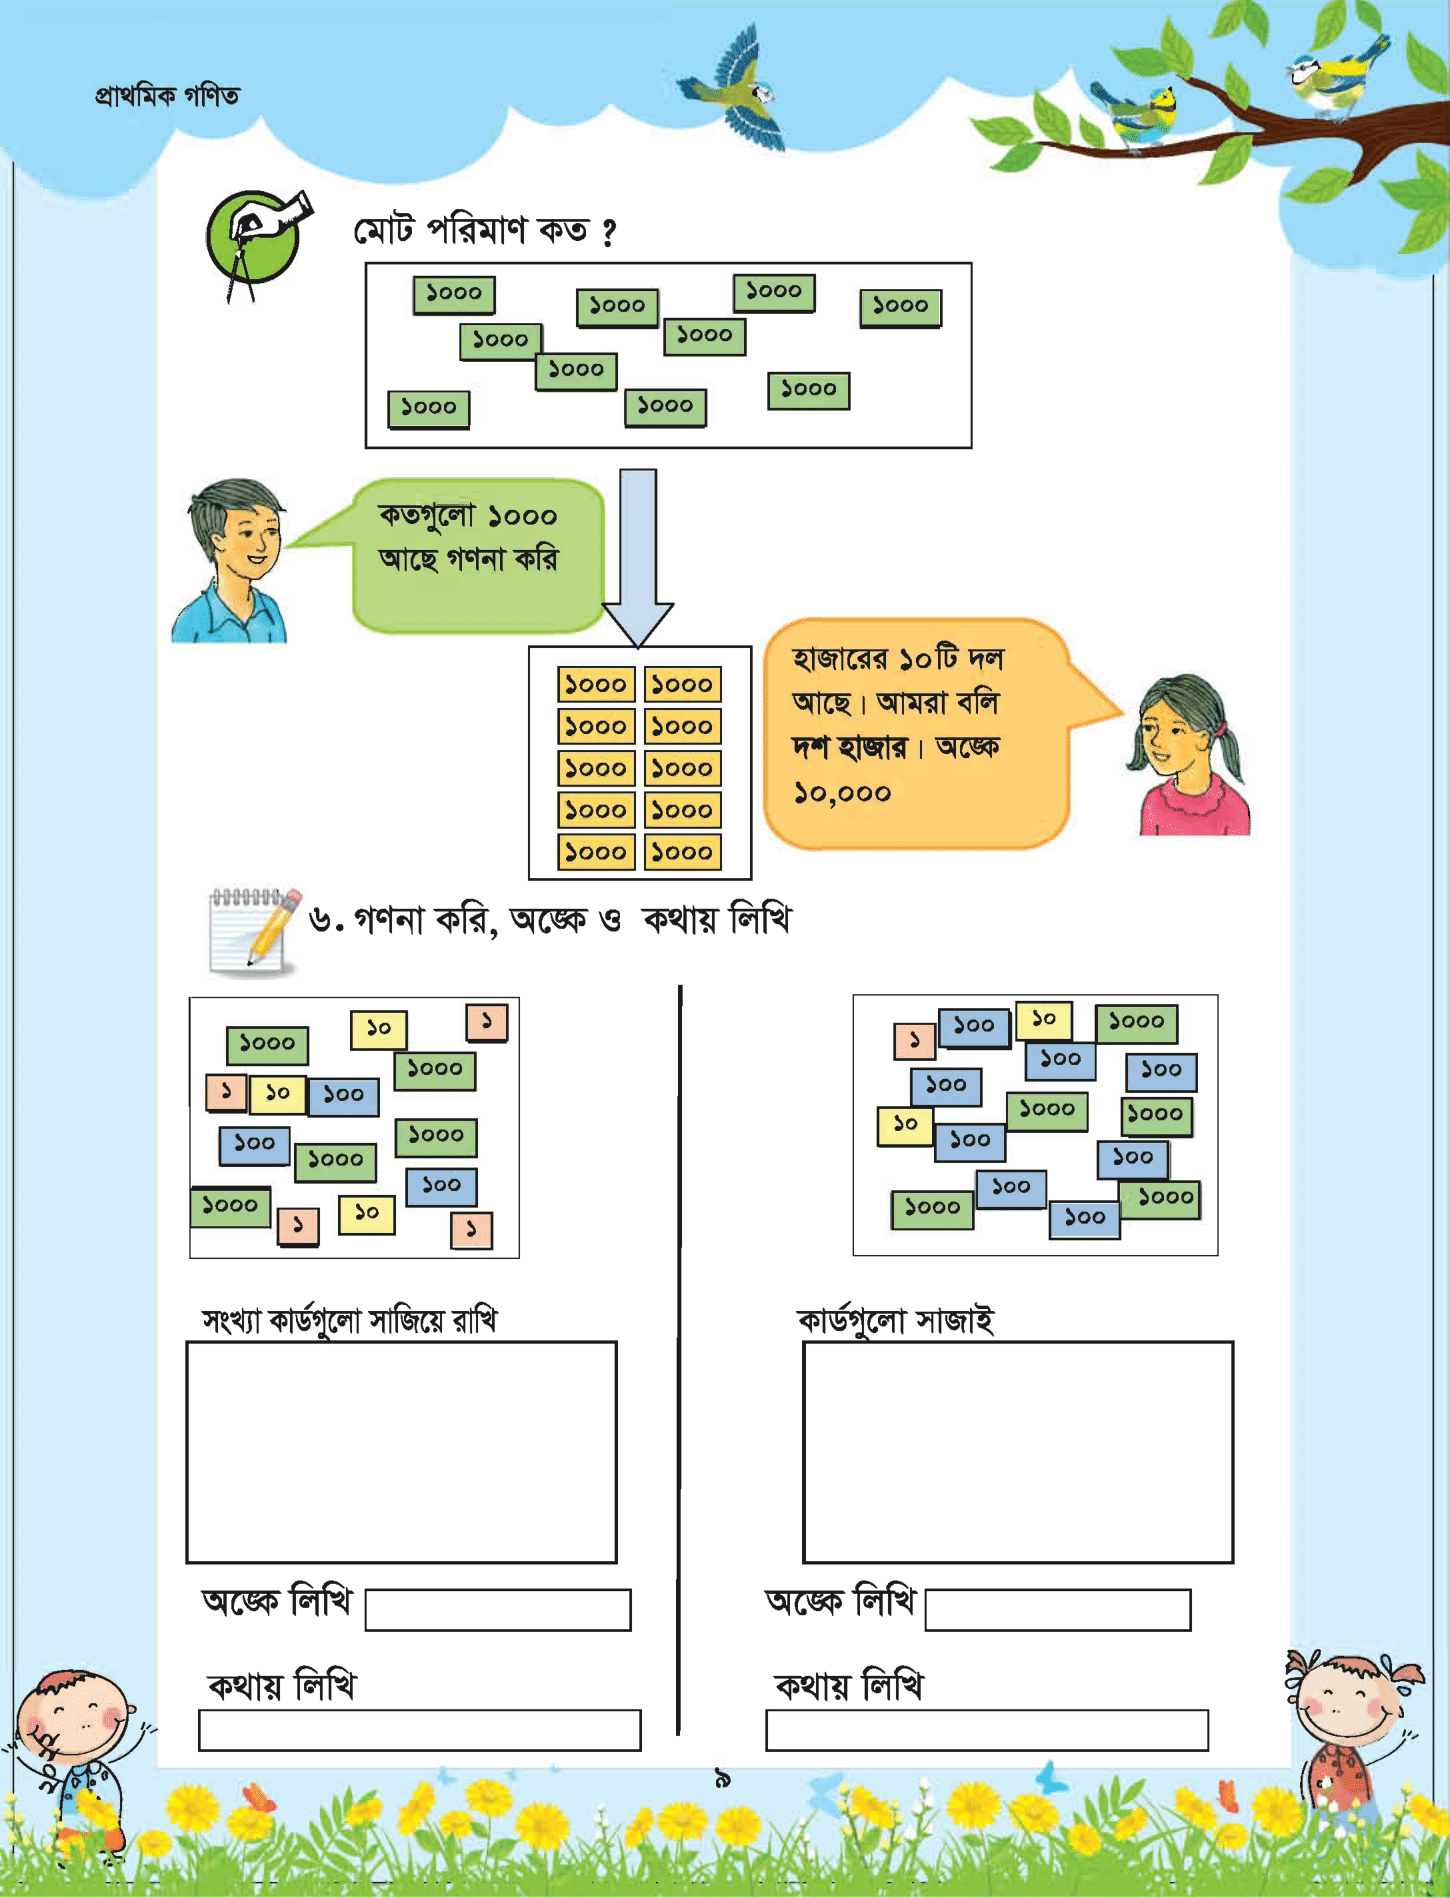 প্রাথমিক গণিত
মোট পরিমাণ কত ?
১০০০ ১০০০ ১০০০ ১০০০
১০০০ ১০০০
১০০০ ১০০০
১০০০ ১০০০
কতগুলো ১০০০
আছে গণনা করি
হাজারের ১০টি দল
আছে। আমরা বলি
দশ হাজার। অঙ্কে
১০,০০০
১০০০ ১০০০
১০০০ ১০০০
১০০০ ১০০০
১০০০ ১০০০
১০০০ ১০০০
৬. গণনা করি, অঙ্কে ও কথায় লিখি
১০০০ ১০ ১
১০০০
১ ১০ ১০০
১০০ ১০০০ ১০০০
১০০
১০০০ ১ ১০ ১
১ ১০০ ১০ ১০০০
১০০ ১০০ ১০০
১০ ১০০ ১০০০ ১০০০
১০০
১০০০ ১০০ ১০০ ১০০০
সংখ্যা কার্ডগুলো সাজিয়ে রাখি
অঙ্কে লিখি
কথায় লিখি
কার্ডগুলো সাজাই
অঙ্কে লিখি
কথায় লিখি
৯